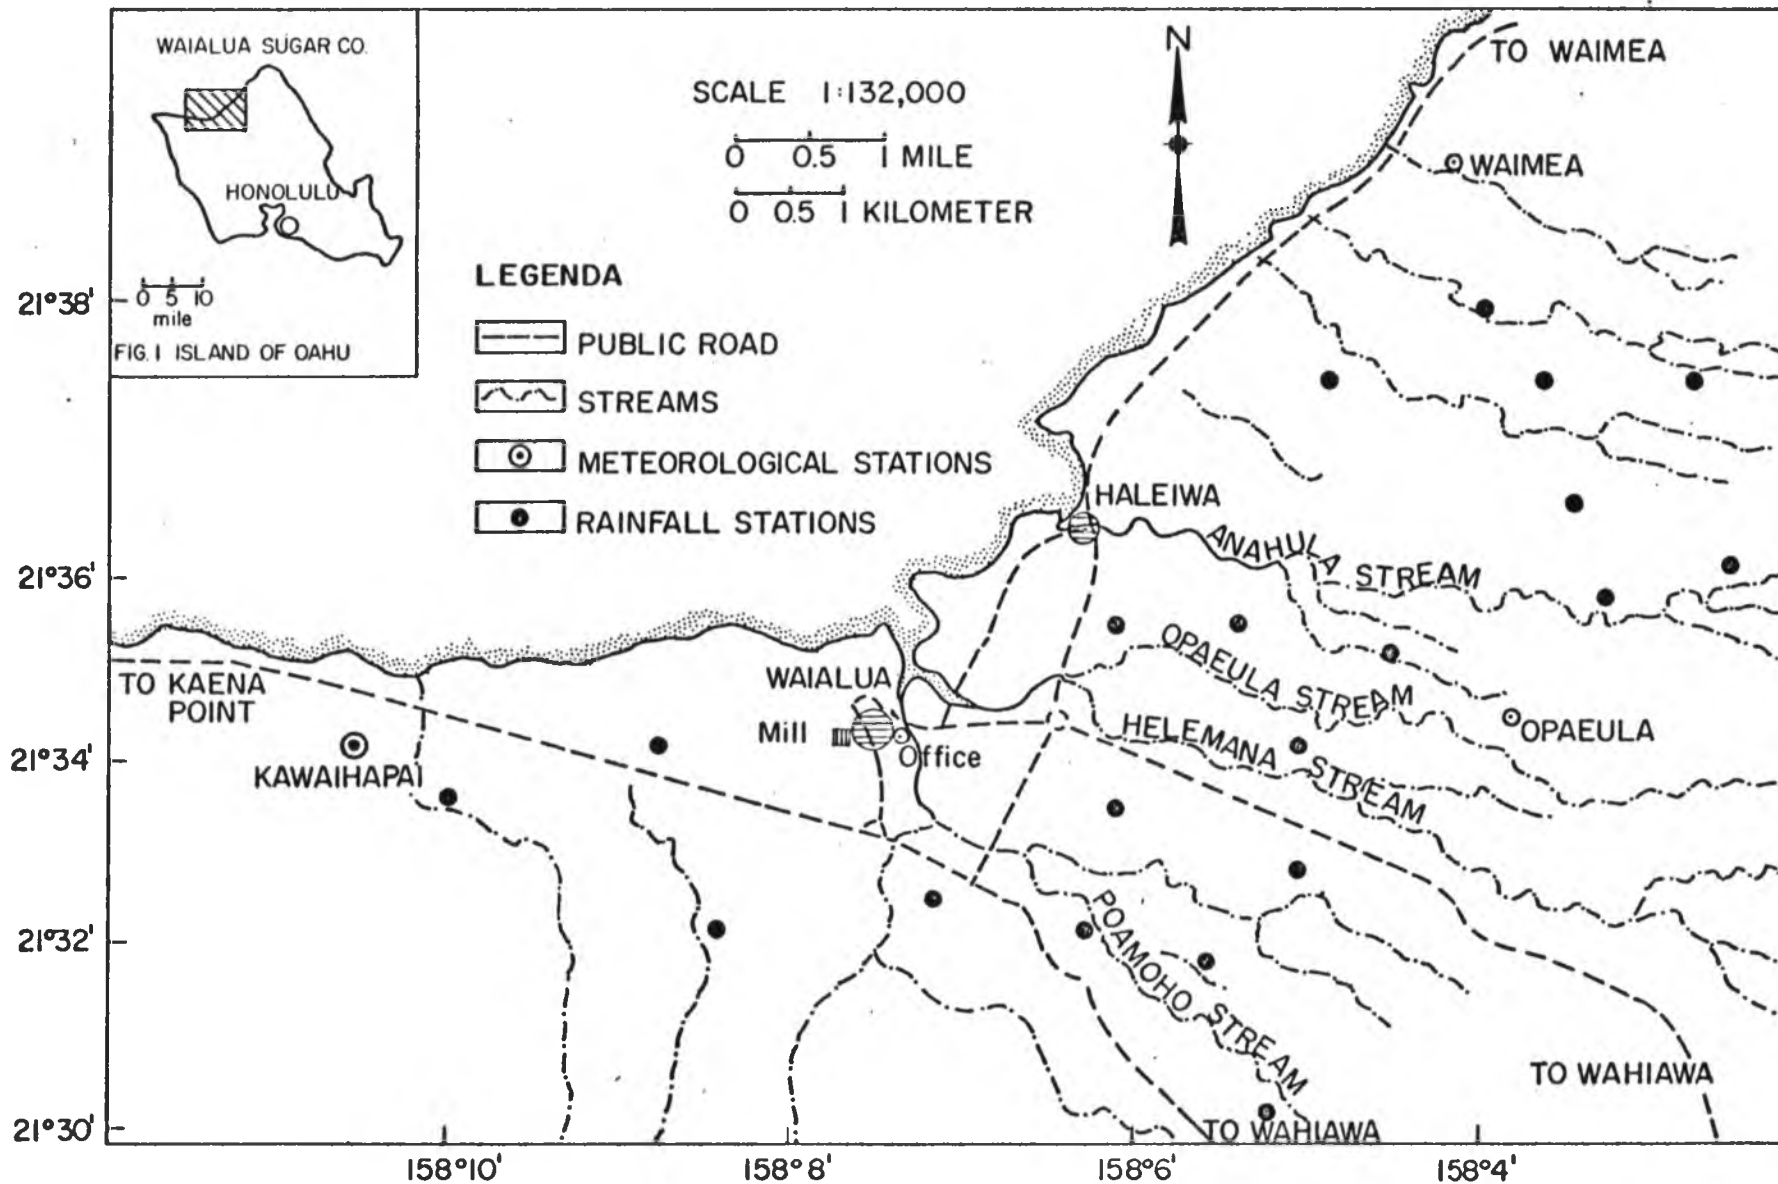 WAIALUA SUGAR CO.
HONOLULU
0 5 10
mile
FIG. 1 ISLAND OF OAHU
SCALE 1:132,000
0 0.5 1 MILE
0 0.5 1 KILOMETER
N
TO WAIMEA
WAIMEA
LEGENDA
PUBLIC ROAD
STREAMS
METEOROLOGICAL STATIONS
RAINFALL STATIONS
HALEIWA
ANAHULA STREAM
OPAEULA STREAM
OPAEULA
HELEMANA STREAM
POAMOHO STREAM
TO KAENA
POINT
KAWAIHAPAI
WAIALUA
Mill
Office
TO WAHIAWA
TO WAHIAWA
21°38'
21°36'
21°34'
21°32'
21°30'
158°10'
158°8'
158°6'
158°4'